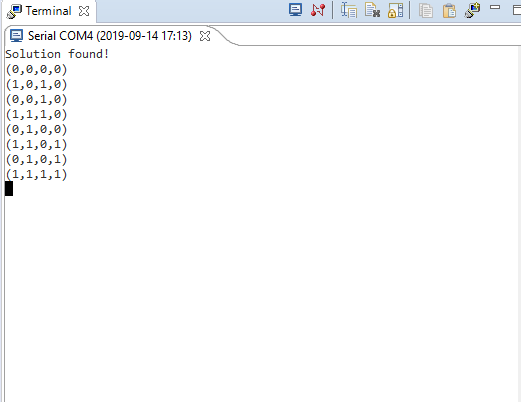 Terminal
Serial COM4 (2019-09-14 17:13)
Solution found!
(0,0,0,0)
(1,0,1,0)
(0,0,1,0)
(1,1,1,0)
(0,1,0,0)
(1,1,0,1)
(0,1,0,1)
(1,1,1,1)